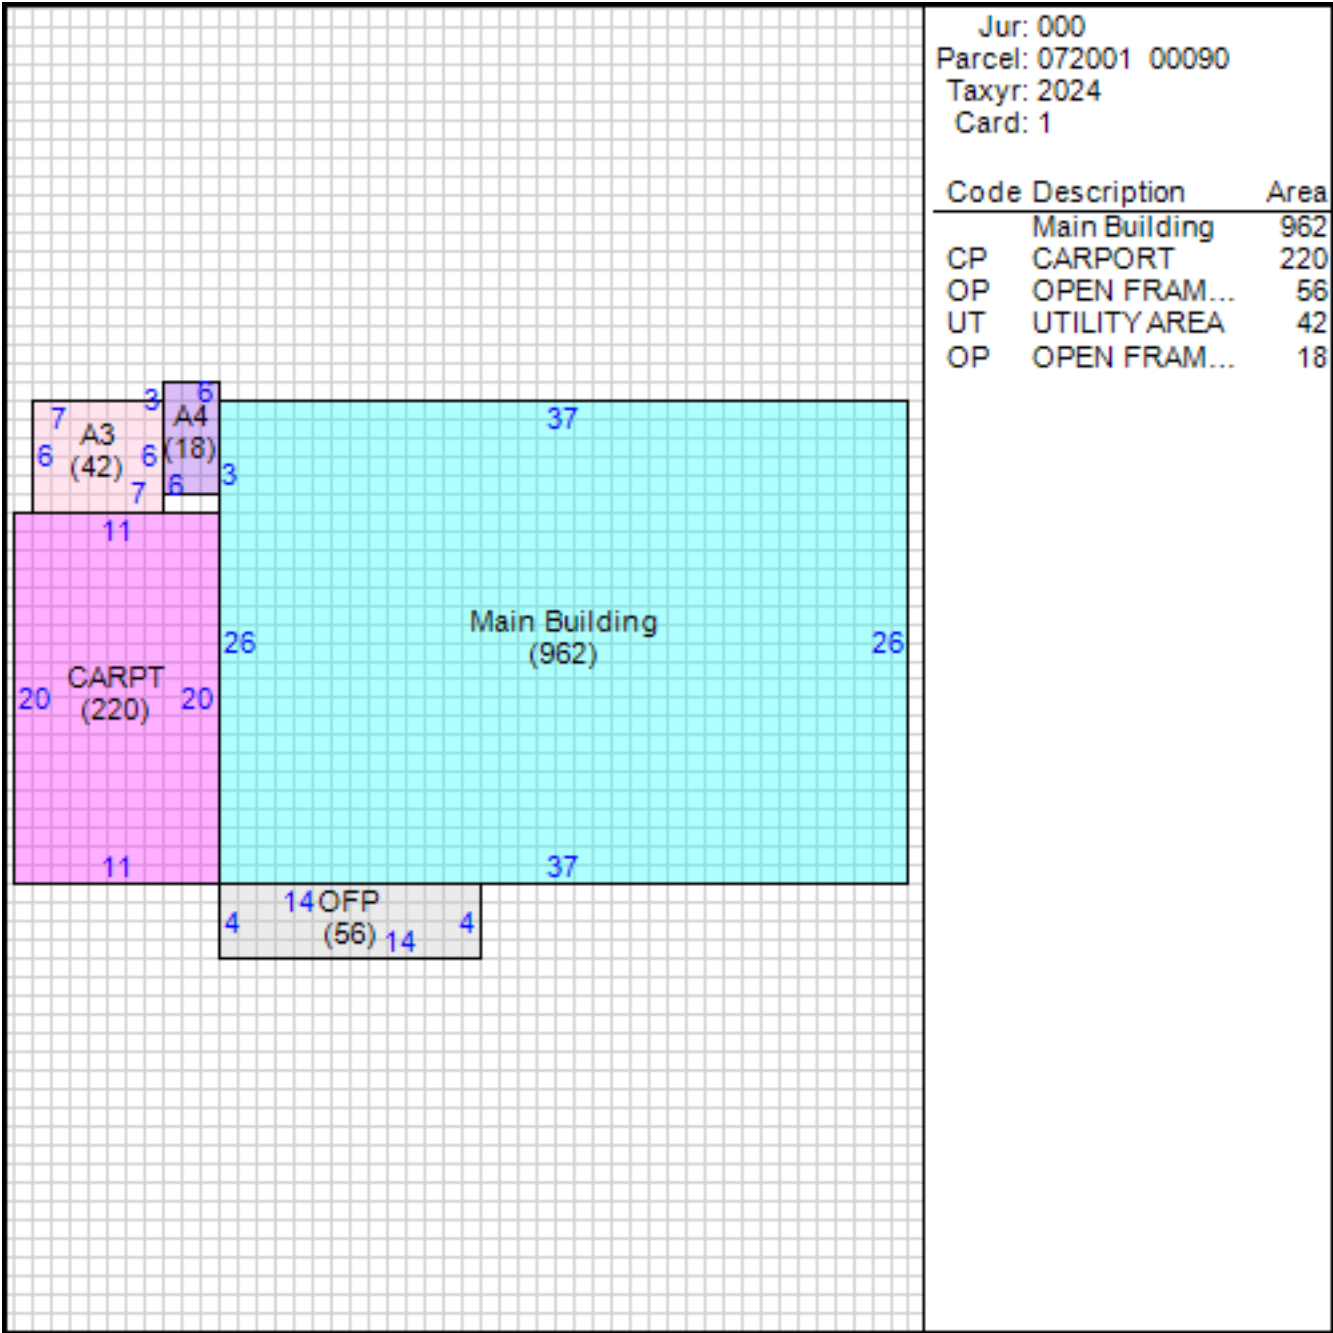 Jur: 000
Parcel: 072001 00090
Taxyr: 2024
Card: 1
Code Description Area
Main Building 962
CP CARPORT 220
OP OPEN FRAM... 56
UT UTILITY AREA 42
OP OPEN FRAM... 18
3 6
7 A4
A3 (18)
6 (42) 6
7 6 3
37
11
Main Building
(962)
26 26
CARPT
(220)
20 20
11 37
14 OFP
4 (56) 4
14